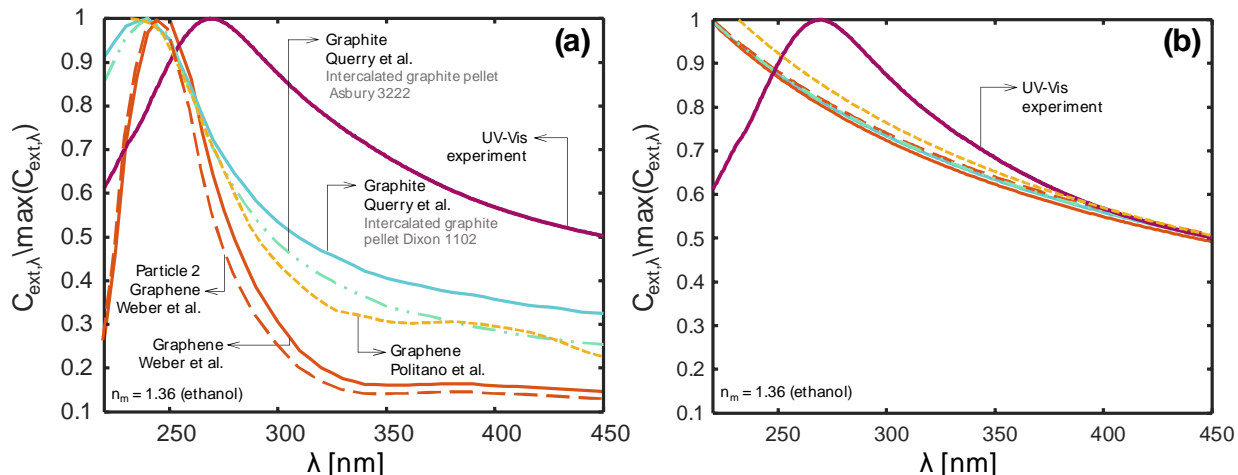 (a)
1
0.9
0.8
0.7
0.6
0.5
0.4
0.3
0.2
0.1
C_ext,λ\max(C_ext,λ)
Graphite
Querry et al.
Intercalated graphite pellet
Asbury 3222
UV-Vis
experiment
Graphite
Querry et al.
Intercalated graphite
pellet Dixon 1102
Particle 2
Graphene
Weber et al.
Graphene
Weber et al.
Graphene
Politano et al.
n_m = 1.36 (ethanol)
250 300 350 400 450
λ [nm]
(b)
1
0.9
0.8
0.7
0.6
0.5
0.4
0.3
0.2
0.1
C_ext,λ\max(C_ext,λ)
UV-Vis
experiment
n_m = 1.36 (ethanol)
250 300 350 400 450
λ [nm]